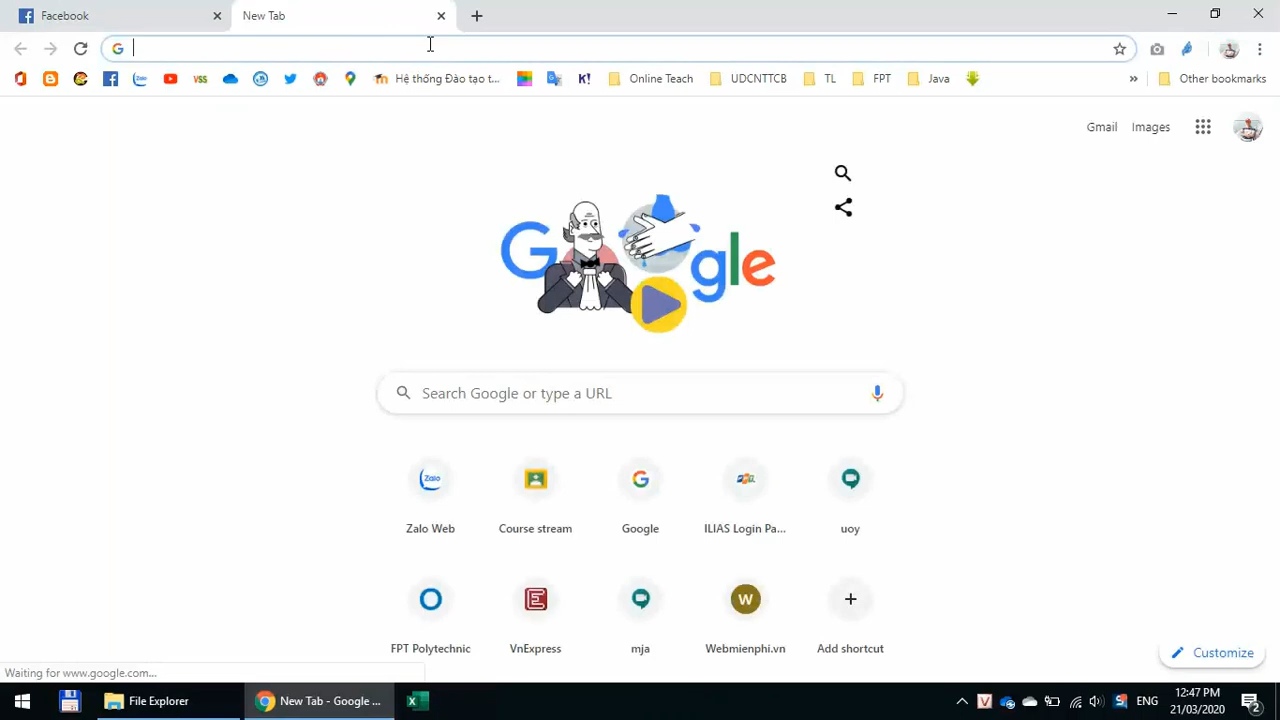 Facebook
New Tab
VSS
Hệ thống Đào tạo t...
K!
Online Teach
UDCNTTCB
TL
FPT
Java
»
Other bookmarks
Gmail
Images
Google
Search Google or type a URL
Zalo Web
Course stream
Google
ILIAS Login Pa...
uoy
W
FPT Polytechnic
VnExpress
mja
Webmienphi.vn
Add shortcut
Customize
Waiting for www.google.com...
File Explorer
New Tab - Google ...
ENG
12:47 PM
21/03/2020
2